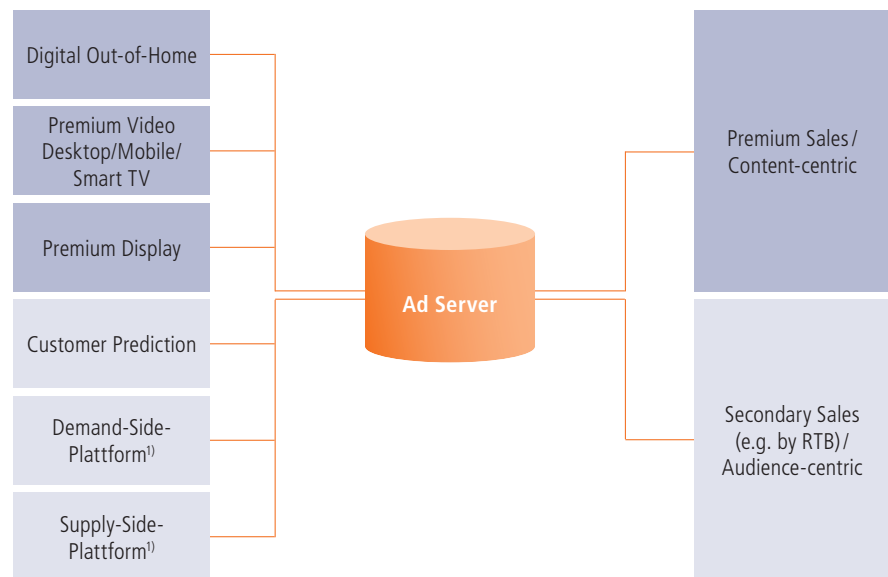 Digital Out-of-Home
Premium Video
Desktop/Mobile/
Smart TV
Premium Display
Customer Prediction
Demand-Side-
Plattform¹⁾
Supply-Side-
Plattform¹⁾
Ad Server
Premium Sales/
Content-centric
Secondary Sales
(e.g. by RTB)/
Audience-centric